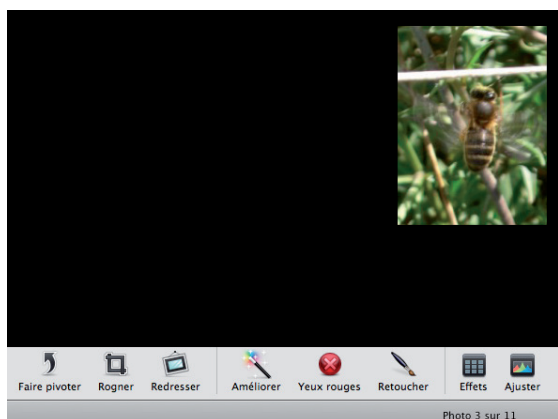 Faire pivoter Rogner Redresser Améliorer Yeux rouges Retoucher Effets Ajuster
Photo 3 sur 11